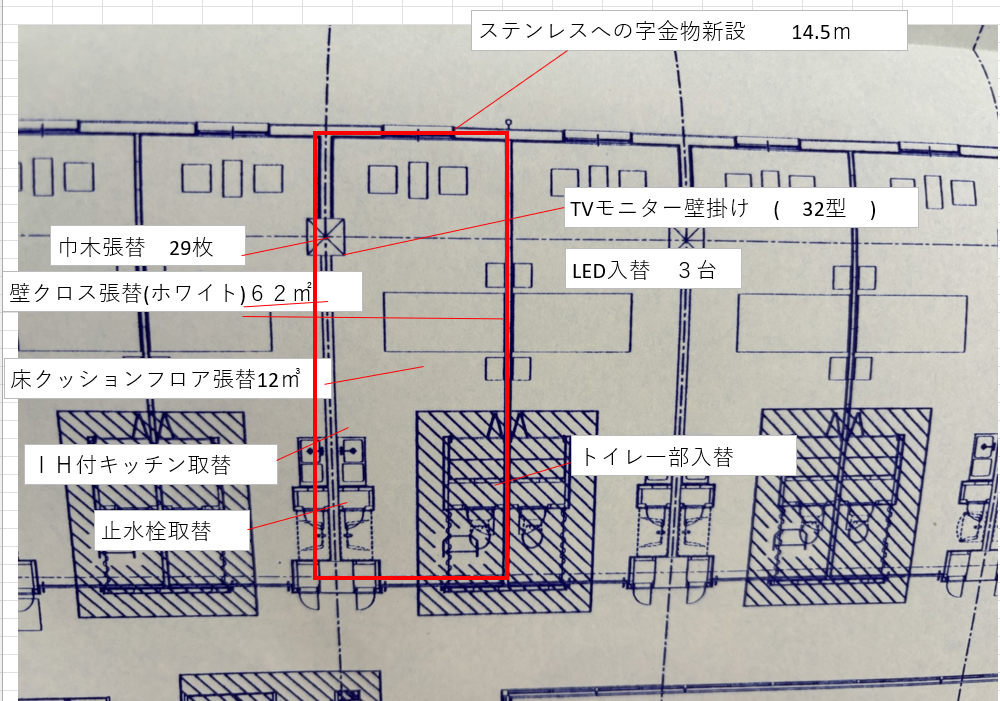 ステンレスへの字金物新設　　14.5ｍ
TVモニター壁掛け　(　32型　)
巾木張替　29枚
LED入替　３台
壁クロス張替(ホワイト)６２㎡
床クッションフロア張替12㎥
ＩＨ付キッチン取替
トイレ一部入替
止水栓取替